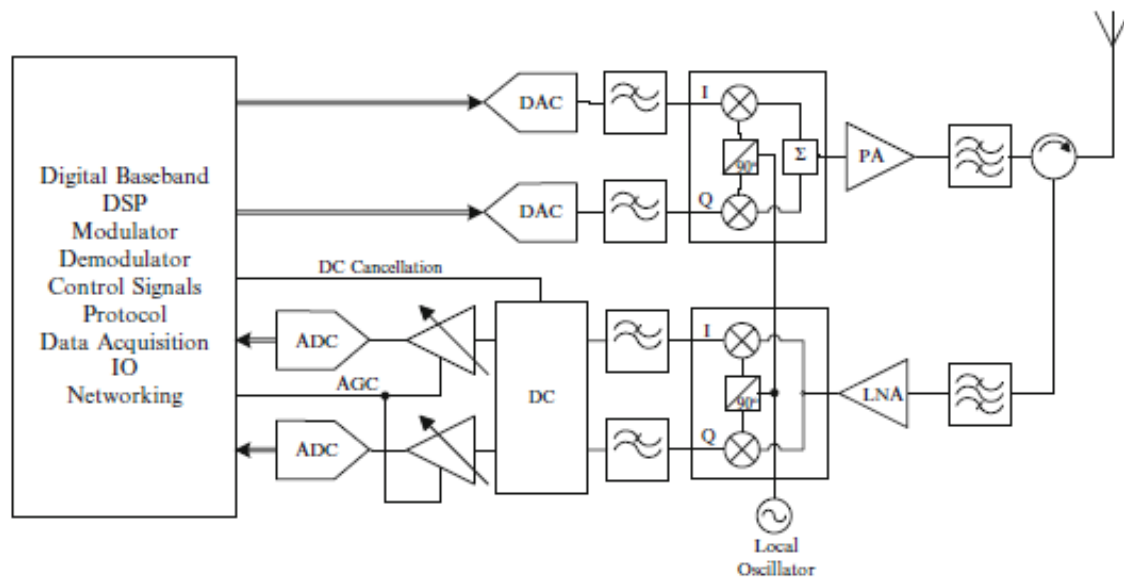 Digital Baseband
DSP
Modulator
Demodulator
Control Signals
Protocol
Data Acquisition
IO
Networking
DAC
I
90°
Σ
PA
DAC
Q
DC Cancellation
ADC
AGC
ADC
DC
I
90°
Q
LNA
Local
Oscillator